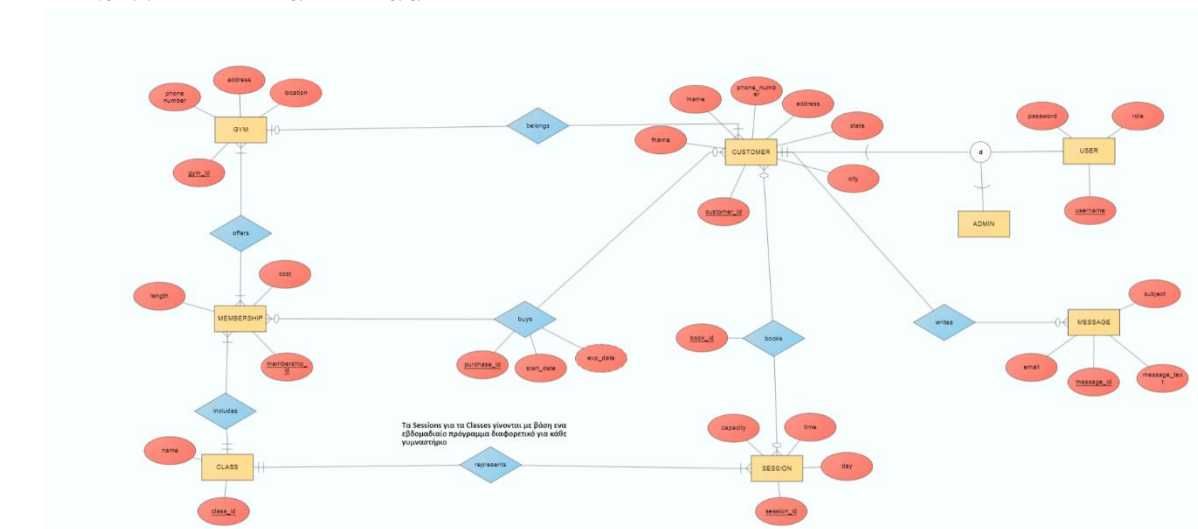 phone
number
address
location
GYM
gym_id
belongs
lname
phone_numb
er
address
state
fname
CUSTOMER
city
customer_id
d
password
role
USER
username
ADMIN
offers
length
cost
MEMBERSHIP
membership_
id
buys
purchase_id
start_date
exp_date
book_id
books
writes
subject
MESSAGE
email
message_id
message_tex
t
includes
name
CLASS
class_id
Τα Sessions για τα Classes γίνονται με βάση ενα
εβδομαδιαίο πρόγραμμα διαφορετικό για κάθε
γυμναστήριο
represents
capacity
time
day
SESSION
session_id